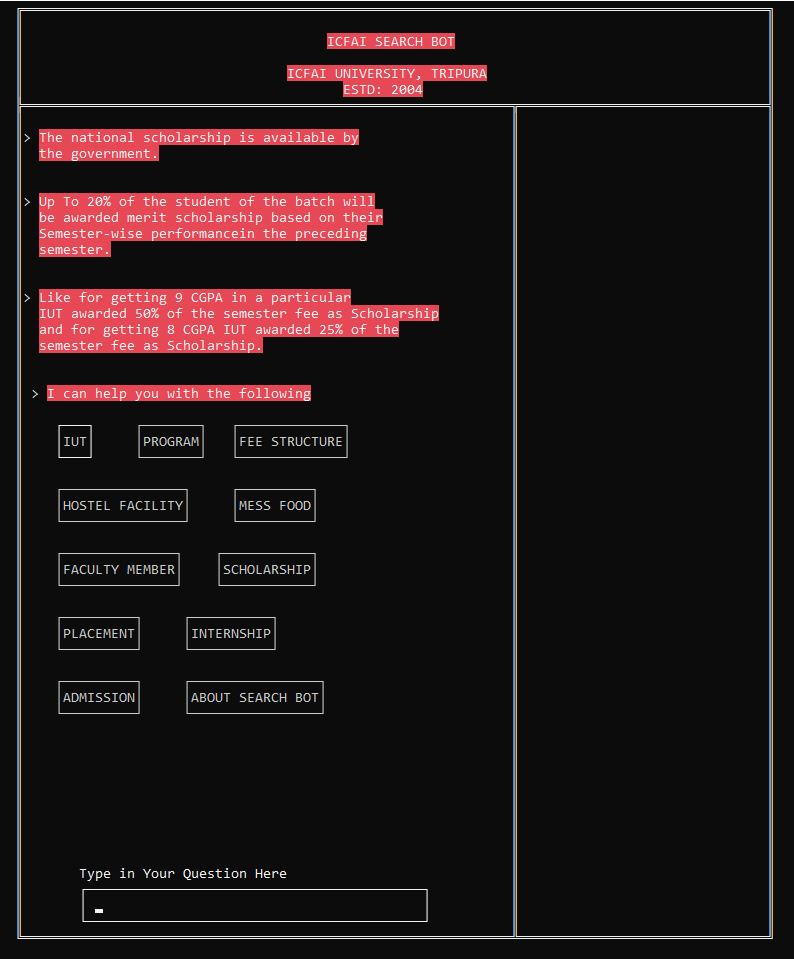 ICFAI SEARCH BOT
ICFAI UNIVERSITY, TRIPURA
ESTD: 2004
> The national scholarship is available by
the government.
> Up To 20% of the student of the batch will
be awarded merit scholarship based on their
Semester-wise performancein the preceding
semester.
> Like for getting 9 CGPA in a particular
IUT awarded 50% of the semester fee as Scholarship
and for getting 8 CGPA IUT awarded 25% of the
semester fee as Scholarship.
> I can help you with the following
IUT PROGRAM FEE STRUCTURE
HOSTEL FACILITY MESS FOOD
FACULTY MEMBER SCHOLARSHIP
PLACEMENT INTERNSHIP
ADMISSION ABOUT SEARCH BOT
Type in Your Question Here